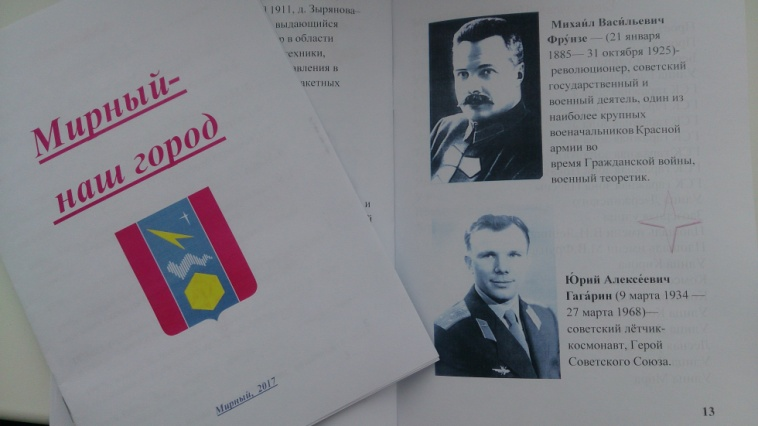 Мирный-
наш город
Мирный, 2017
1911, д. Зырянова–
выдающийся
р в области
техники,
овления в
кетных
и
й
Михаи́л Васи́льевич
Фру́нзе — (21 января
1885— 31 октября 1925)-
революционер, советский
государственный и
военный деятель, один из
наиболее крупных
военачальников Красной
армии во
время Гражданской войны,
военный теоретик.
Ю́рий Алексе́евич
Гага́рин (9 марта 1934 —
27 марта 1968)—
советский лётчик-
космонавт, Герой
Советского Союза.
13